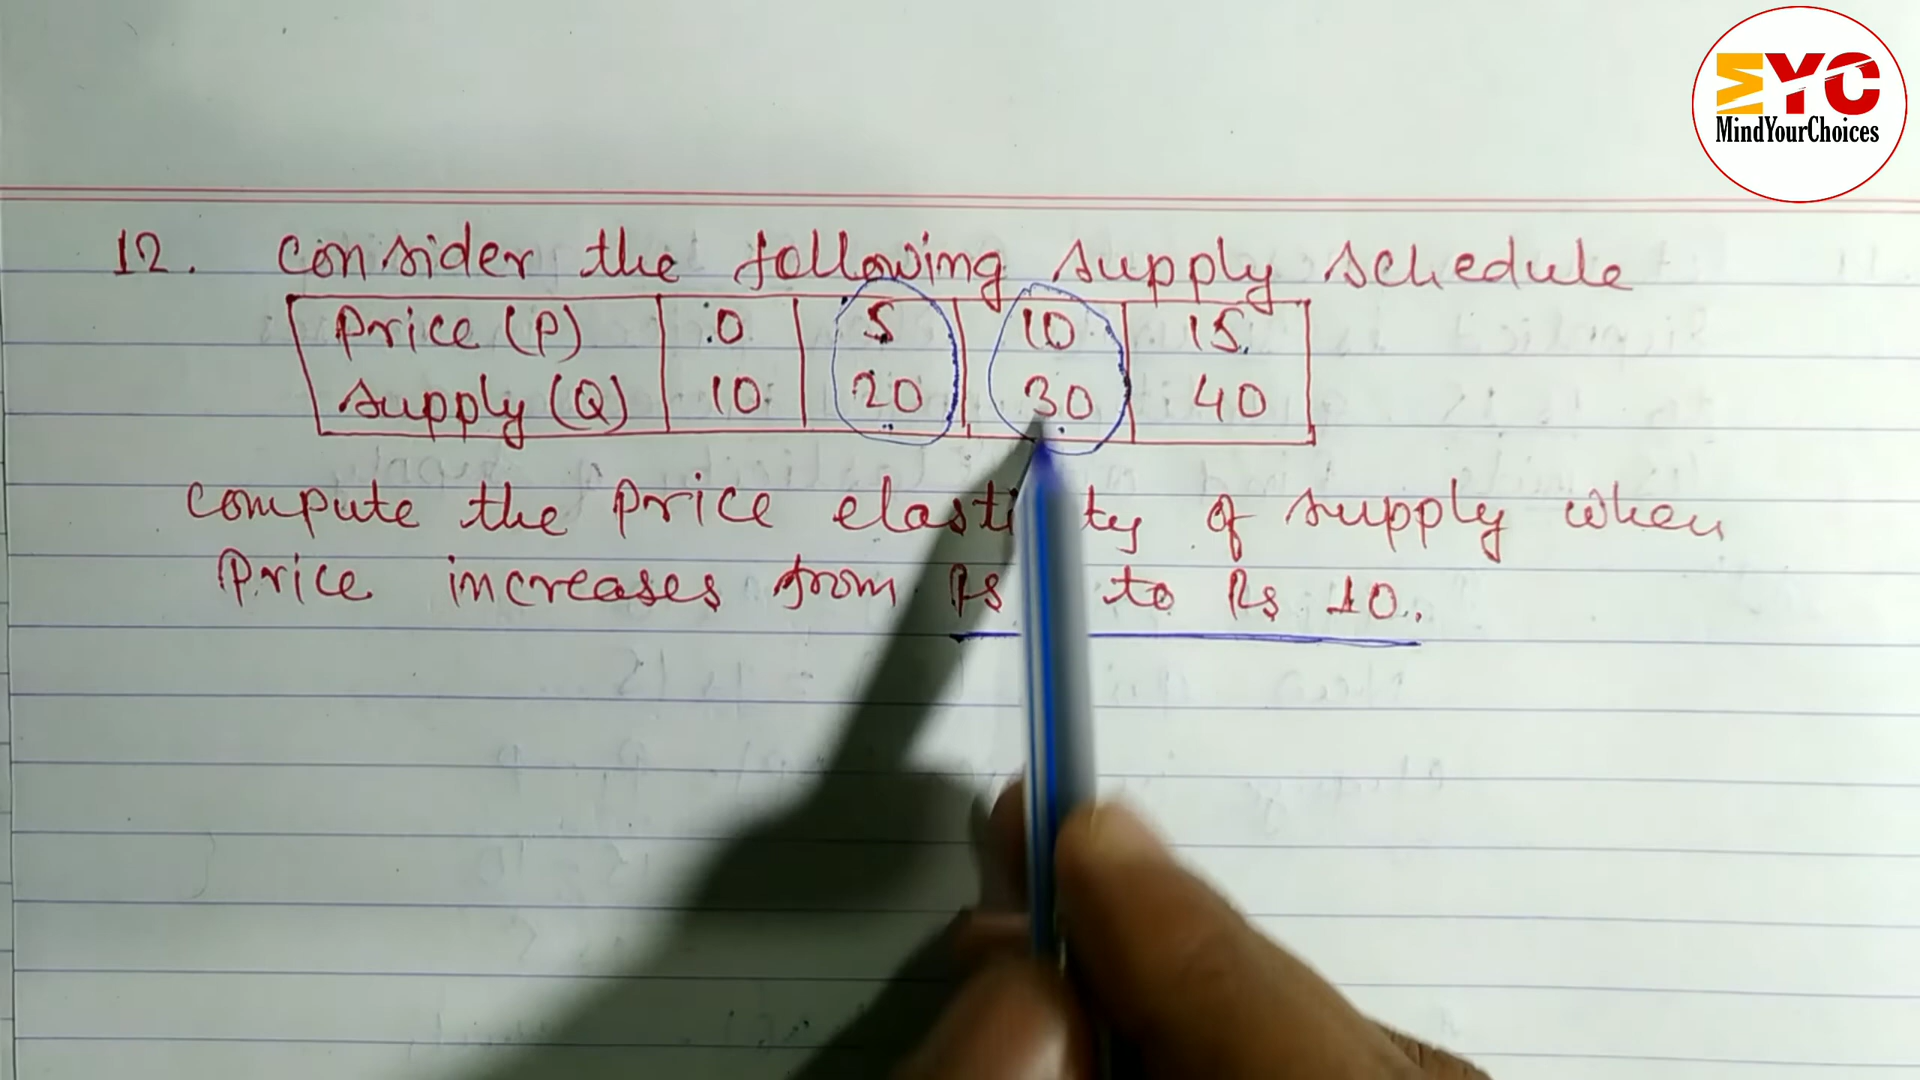 MYC
MindYourChoices
12. Consider the following supply schedule
Price (P) 0 5 10 15
Supply (Q) 10 20 30 40
compute the Price of supply when
Price increases from Rs to Rs 10.